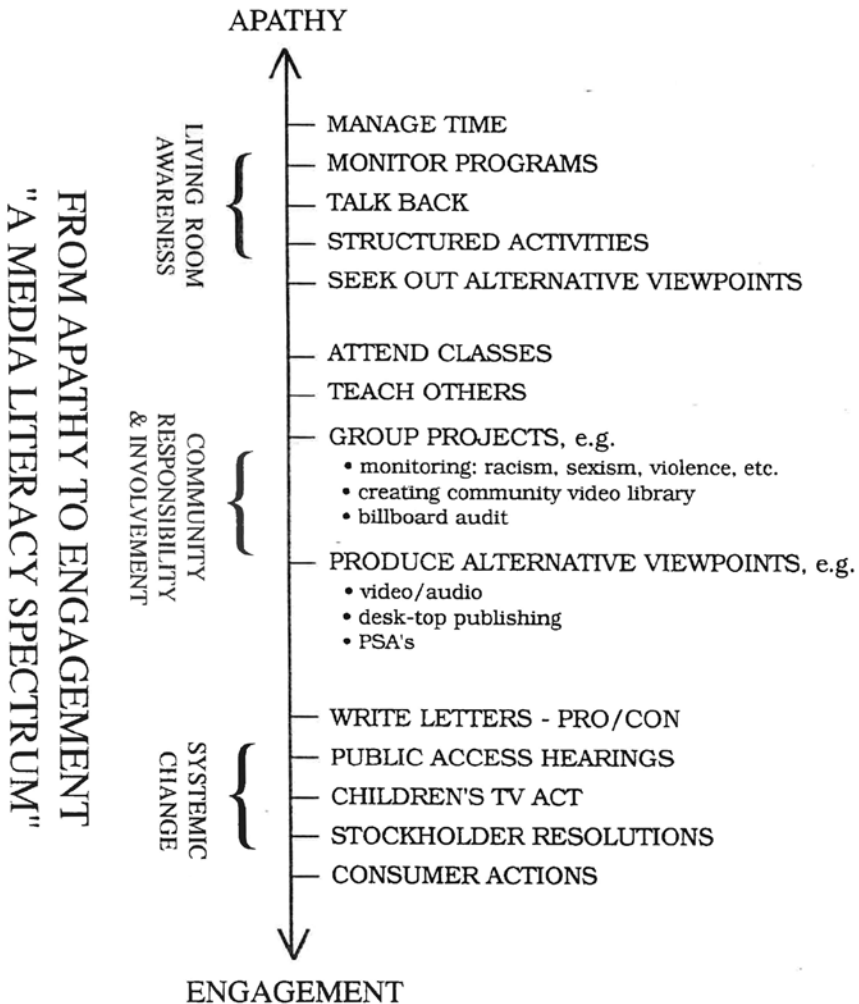 APATHY
FROM APATHY TO ENGAGEMENT
"A MEDIA LITERACY SPECTRUM"
LIVING ROOM
AWARENESS
MANAGE TIME
MONITOR PROGRAMS
TALK BACK
STRUCTURED ACTIVITIES
SEEK OUT ALTERNATIVE VIEWPOINTS
COMMUNITY
RESPONSIBILITY
& INVOLVEMENT
ATTEND CLASSES
TEACH OTHERS
GROUP PROJECTS, e.g.
• monitoring: racism, sexism, violence, etc.
• creating community video library
• billboard audit
PRODUCE ALTERNATIVE VIEWPOINTS, e.g.
• video/audio
• desk-top publishing
• PSA's
SYSTEMIC
CHANGE
WRITE LETTERS - PRO/CON
PUBLIC ACCESS HEARINGS
CHILDREN'S TV ACT
STOCKHOLDER RESOLUTIONS
CONSUMER ACTIONS
ENGAGEMENT